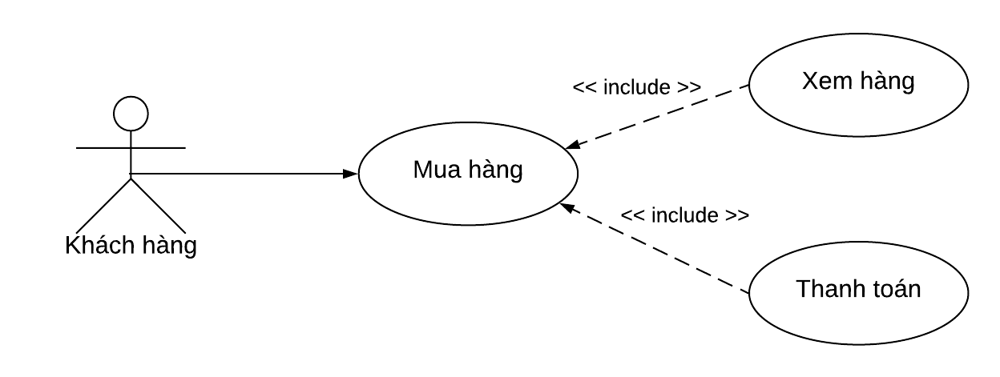 Xem hàng
<< include >>
Mua hàng
<< include >>
Khách hàng
Thanh toán